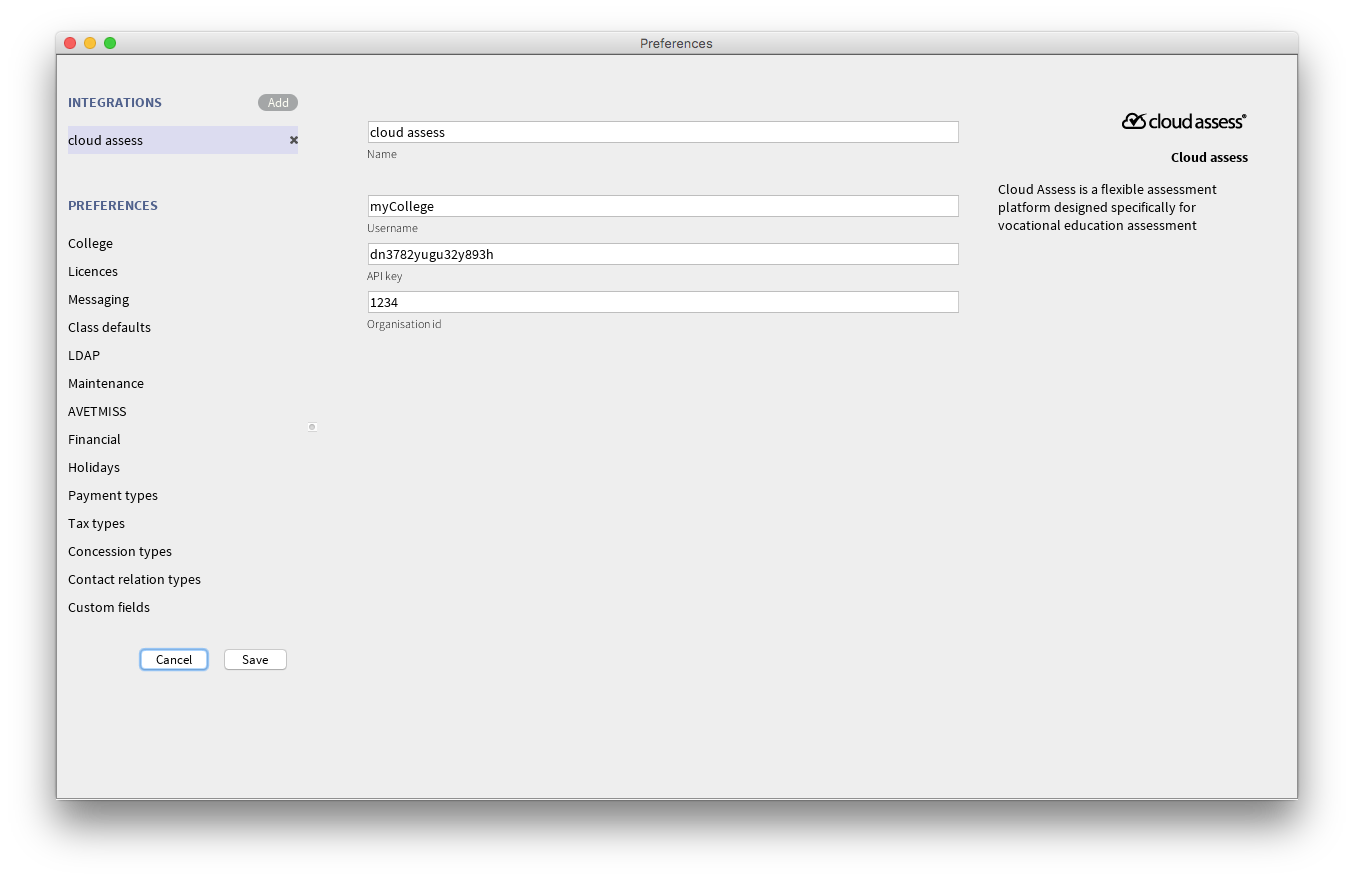 Preferences
INTEGRATIONS
Add
cloud assess
PREFERENCES
College
Licences
Messaging
Class defaults
LDAP
Maintenance
AVETMISS
Financial
Holidays
Payment types
Tax types
Concession types
Contact relation types
Custom fields
Cancel
Save
cloud assess
Name
myCollege
Username
dn3782yugu32y893h
API key
1234
Organisation id
cloud assess®
Cloud assess
Cloud Assess is a flexible assessment
platform designed specifically for
vocational education assessment